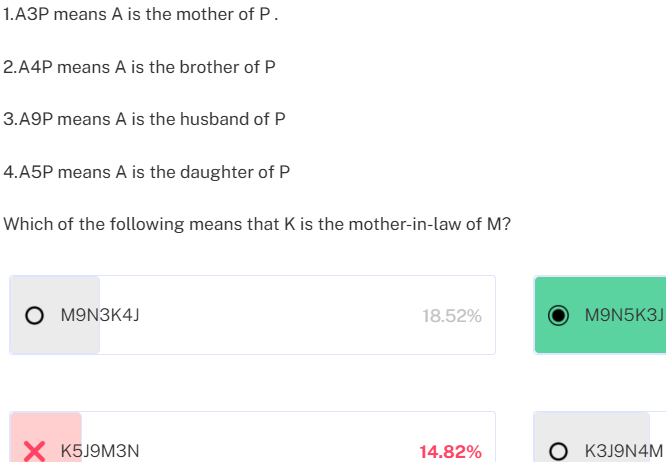 1.A3P means A is the mother of P .
2.A4P means A is the brother of P
3.A9P means A is the husband of P
4.A5P means A is the daughter of P
Which of the following means that K is the mother-in-law of M?
M9N3K4J 18.52%
M9N5K3J
K5J9M3N 14.82%
K3J9N4M